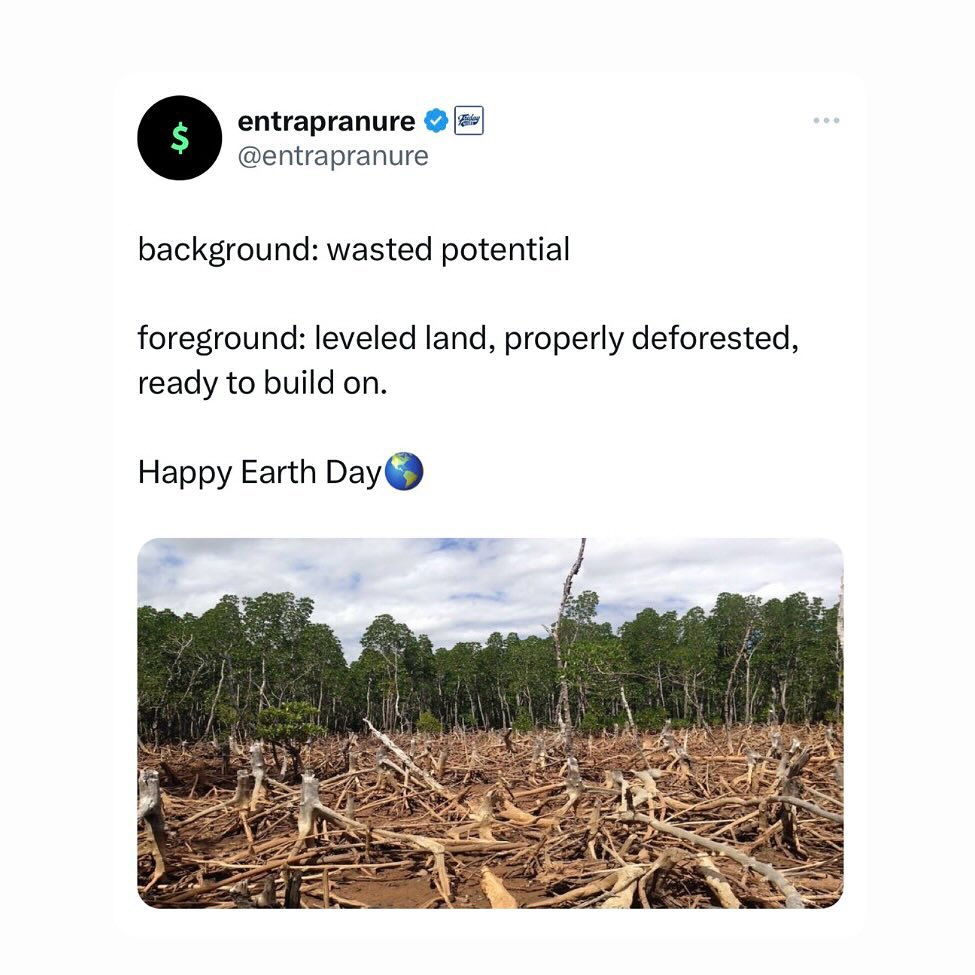 entrapranure
@entrapranure
background: wasted potential
foreground: leveled land, properly deforested,
ready to build on.
Happy Earth Day🌎